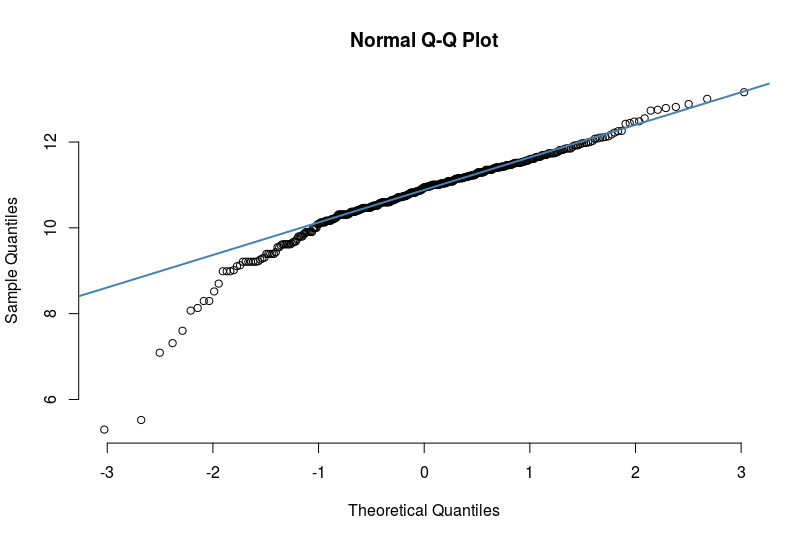 Normal Q-Q Plot
Sample Quantiles
12
10
8
6
-3 -2 -1 0 1 2 3
Theoretical Quantiles